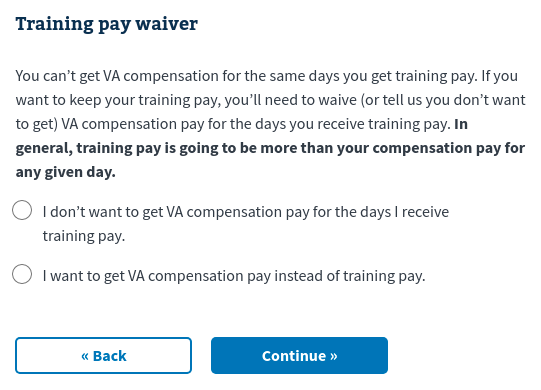 Training pay waiver
You can’t get VA compensation for the same days you get training pay. If you
want to keep your training pay, you’ll need to waive (or tell us you don’t want
to get) VA compensation pay for the days you receive training pay. In
general, training pay is going to be more than your compensation pay for
any given day.
I don’t want to get VA compensation pay for the days I receive
training pay.
I want to get VA compensation pay instead of training pay.
« Back
Continue »